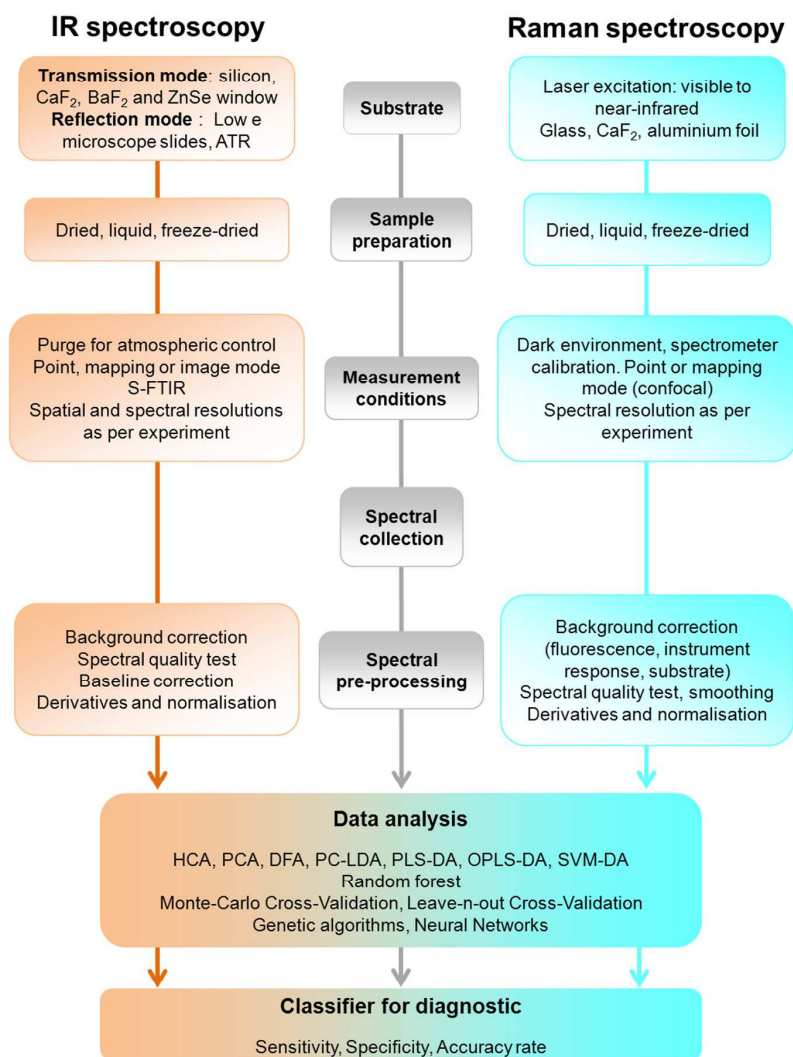 IR spectroscopy
Raman spectroscopy
Transmission mode: silicon,
CaF₂, BaF₂ and ZnSe window
Reflection mode : Low e
microscope slides, ATR
Substrate
Laser excitation: visible to
near-infrared
Glass, CaF₂, aluminium foil
Dried, liquid, freeze-dried
Sample
preparation
Dried, liquid, freeze-dried
Purge for atmospheric control
Point, mapping or image mode
S-FTIR
Spatial and spectral resolutions
as per experiment
Measurement
conditions
Dark environment, spectrometer
calibration. Point or mapping
mode (confocal)
Spectral resolution as per
experiment
Spectral
collection
Background correction
Spectral quality test
Baseline correction
Derivatives and normalisation
Spectral
pre-processing
Background correction
(fluorescence, instrument
response, substrate)
Spectral quality test, smoothing
Derivatives and normalisation
Data analysis
HCA, PCA, DFA, PC-LDA, PLS-DA, OPLS-DA, SVM-DA
Random forest
Monte-Carlo Cross-Validation, Leave-n-out Cross-Validation
Genetic algorithms, Neural Networks
Classifier for diagnostic
Sensitivity, Specificity, Accuracy rate